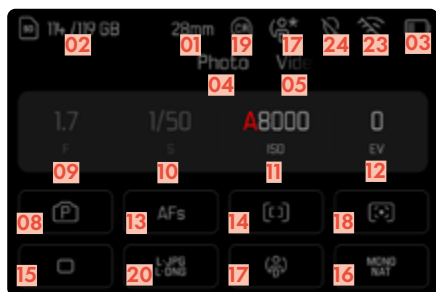 114 /119 GB 28mm
02 01 19 17 24 23 03
Photo Vide
04 05
1.7 1/50 A8000 0
F S ISO EV
09 10 11 12
P AFs
08 13 14 18
L-JPG MONO
L-DNG NAT
15 20 17 16